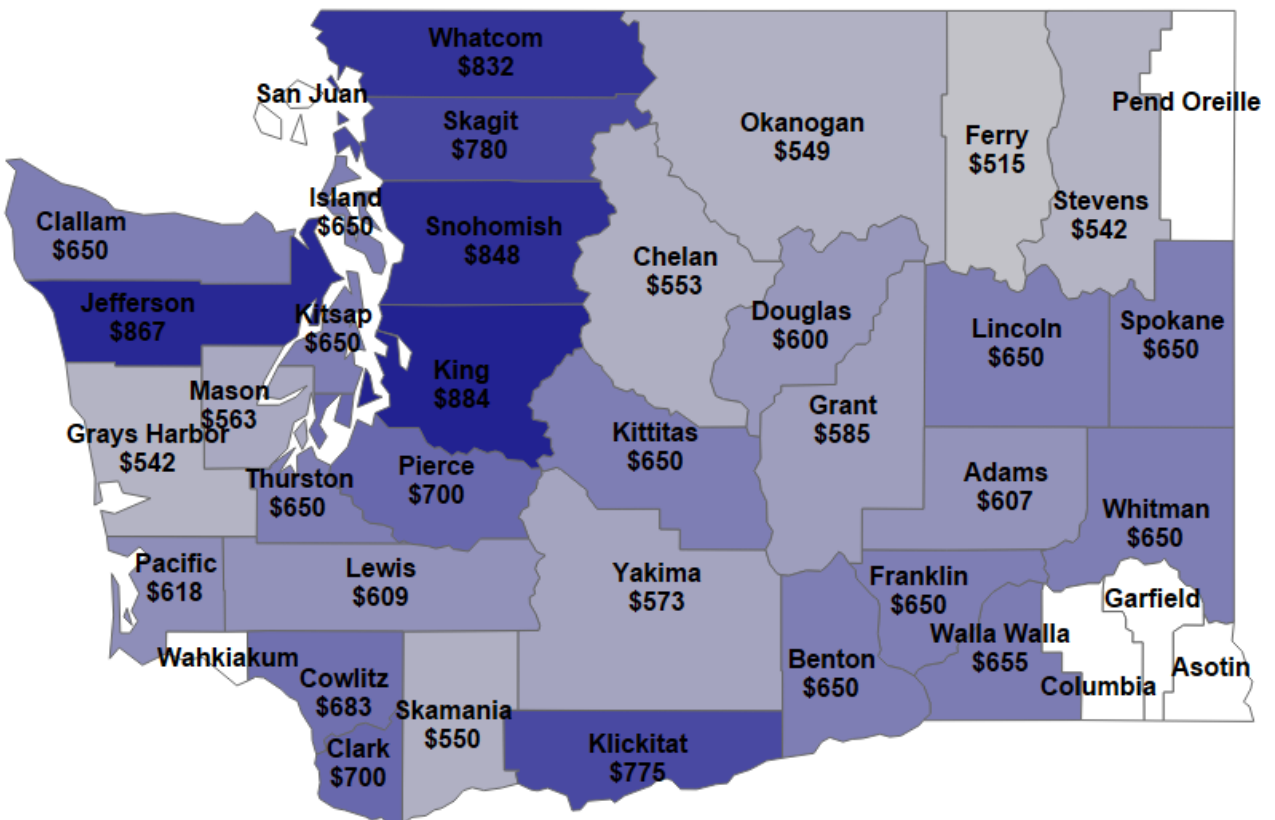 Whatcom
$832
San Juan
Skagit
$780
Okanogan
$549
Ferry
$515
Pend Oreille
Stevens
$542
Clallam
$650
Island
$650
Snohomish
$848
Chelan
$553
Jefferson
$867
Kitsap
$650
Douglas
$600
Lincoln
$650
Spokane
$650
King
$884
Mason
$563
Grays Harbor
$542
Grant
$585
Kittitas
$650
Thurston
$650
Pierce
$700
Adams
$607
Whitman
$650
Pacific
$618
Lewis
$609
Yakima
$573
Franklin
$650
Garfield
Walla Walla
$655
Wahkiakum
Benton
$650
Columbia
Asotin
Cowlitz
$683
Skamania
$550
Clark
$700
Klickitat
$775